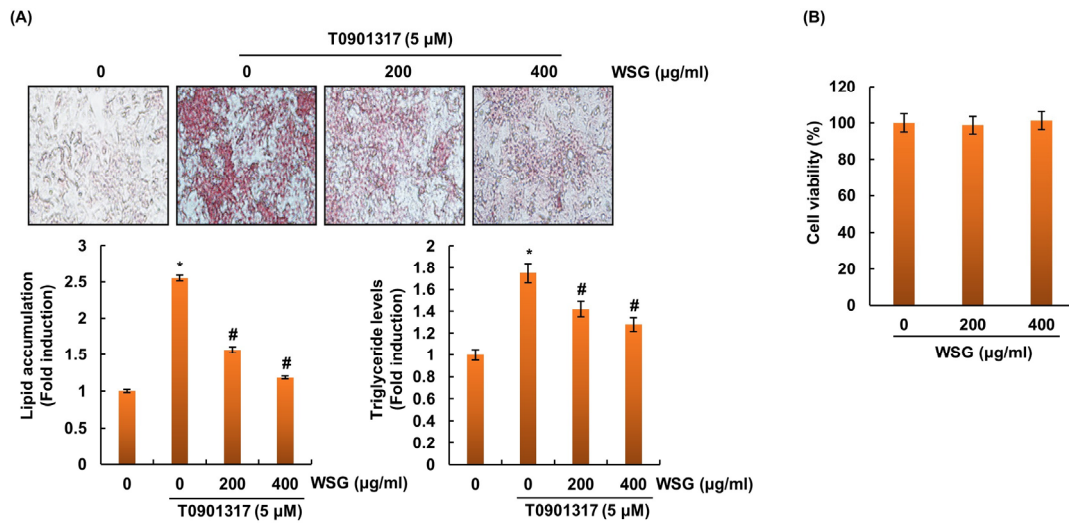 (A)
T0901317 (5 µM)
0 0 200 400 WSG (µg/ml)
Lipid accumulation
(Fold induction)
3
2.5
2
1.5
1
0.5
0
*
#
#
0 0 200 400 WSG (µg/ml)
T0901317 (5 µM)
Triglyceride levels
(Fold induction)
2
1.8
1.6
1.4
1.2
1
0.8
0.6
0.4
0.2
0
*
#
#
0 0 200 400 WSG (µg/ml)
T0901317 (5 µM)
(B)
Cell viability (%)
120
100
80
60
40
20
0
0 200 400
WSG (µg/ml)